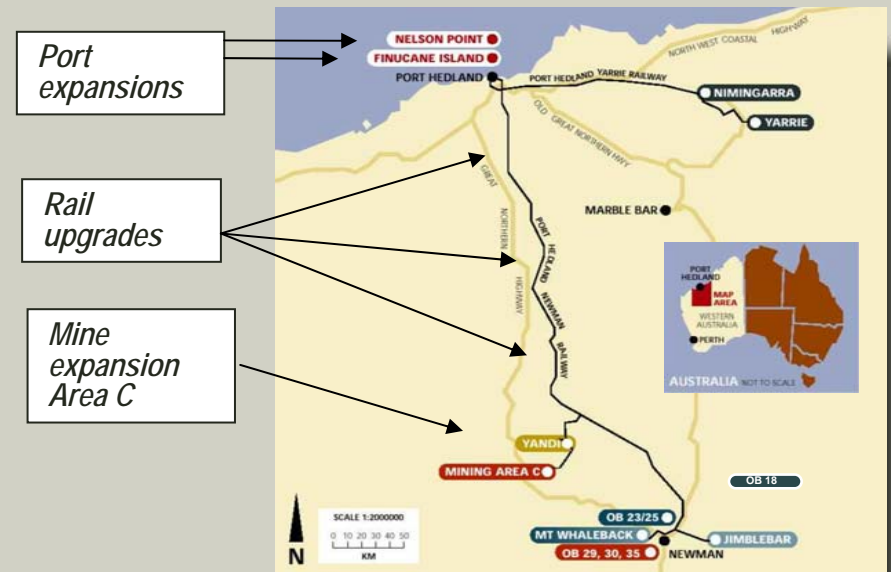 Port
expansions
Rail
upgrades
Mine
expansion
Area C
NELSON POINT
FINUCANE ISLAND
PORT HEDLAND
NORTH WEST COASTAL HIGHWAY
PORT HEDLAND YARRIE RAILWAY
NIMINGARRA
YARRIE
OLD GREAT NORTHERN HWY
MARBLE BAR
GREAT NORTHERN HIGHWAY
PORT HEDLAND NEWMAN RAILWAY
PORT
HEDLAND
MAP
AREA
WESTERN
AUSTRALIA
PERTH
AUSTRALIA NOT TO SCALE
YANDI
MINING AREA C
OB 18
OB 23/25
MT WHALEBACK
JIMBLEBAR
OB 29, 30, 35
NEWMAN
N
SCALE 1:2000000
0 10 20 30 40 50
KM